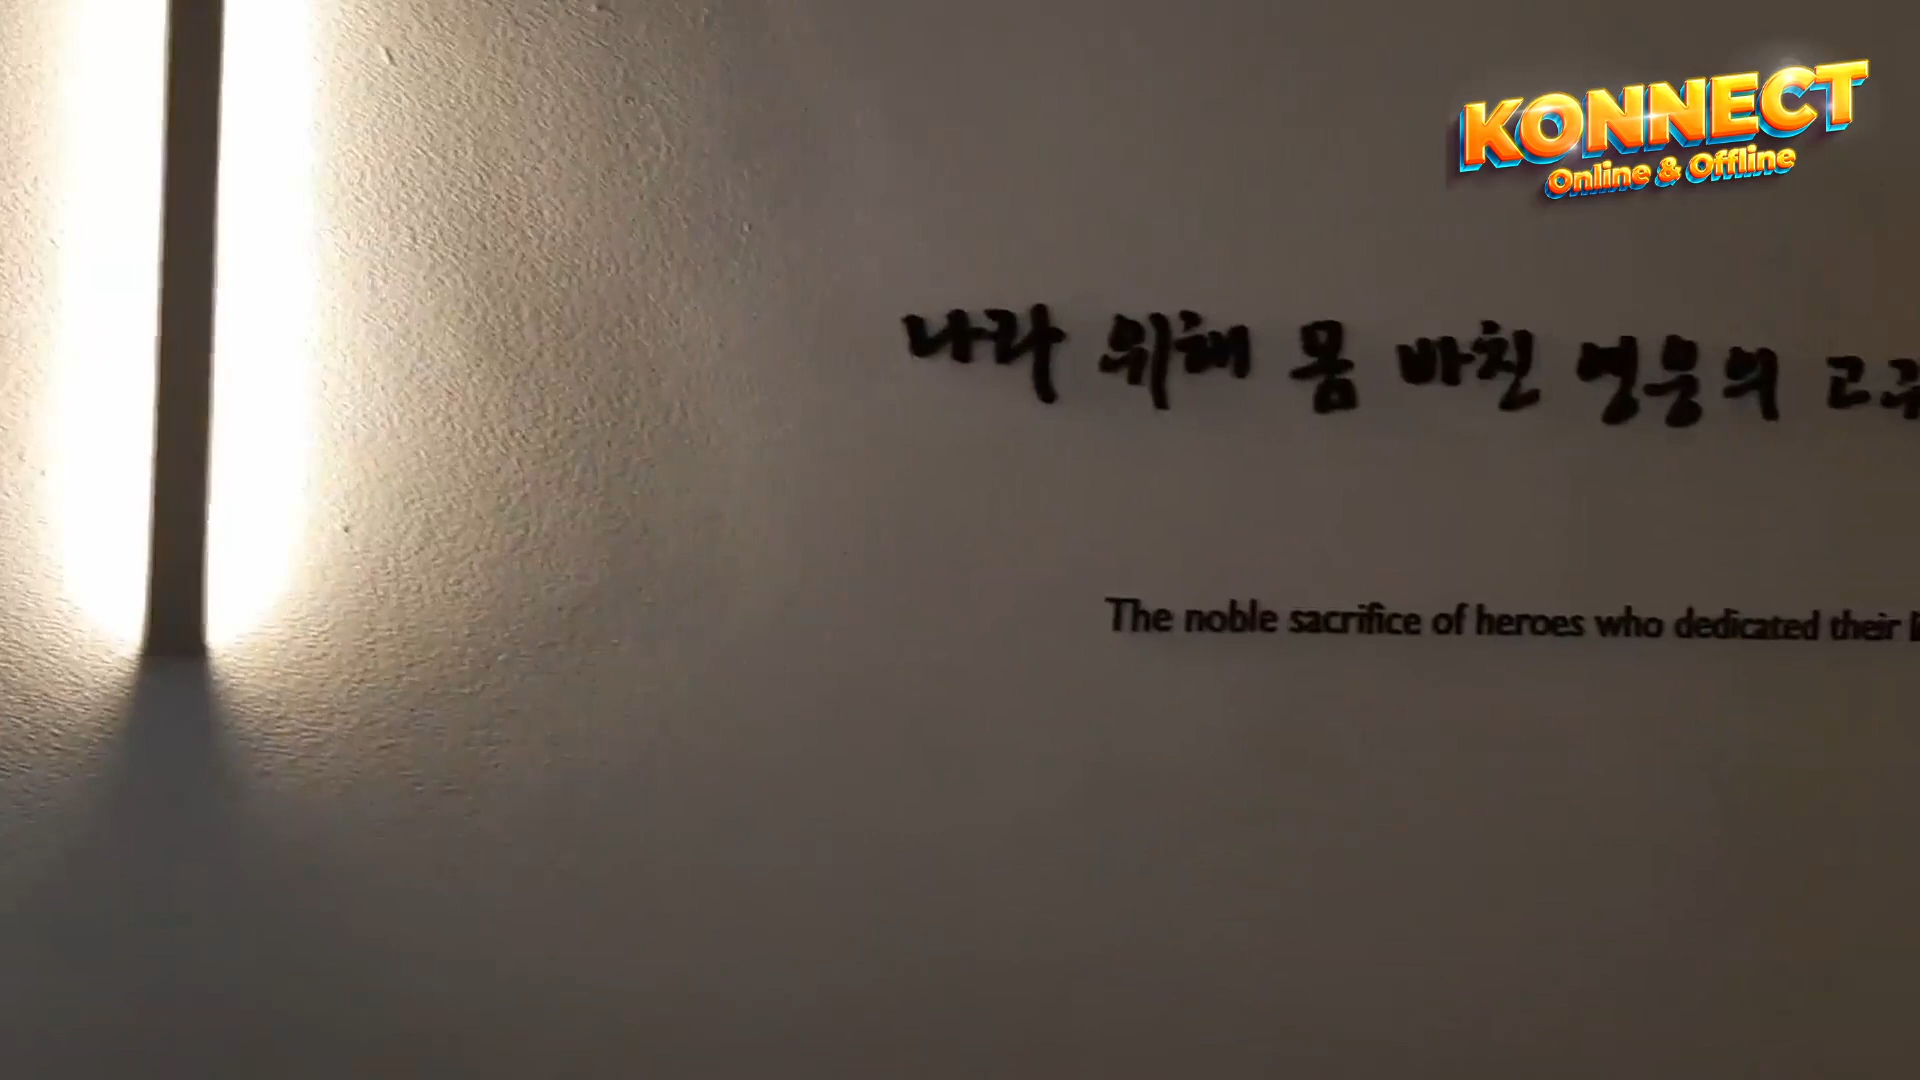 KONNECT
Online & Offline
나라 위해 몸 바친 영웅의
The noble sacrifice of heroes who dedicated their